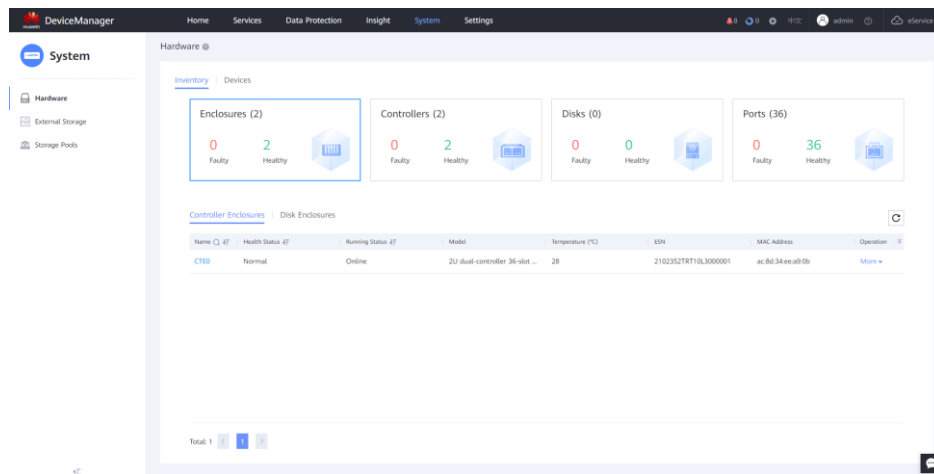 HUAWEI DeviceManager Home Services Data Protection Insight System Settings 8 0 中文 admin eService
System
Hardware
External Storage
Storage Pools
Hardware
Inventory Devices
Enclosures (2) Controllers (2) Disks (0) Ports (36)
0 2 0 2 0 0 0 36
Faulty Healthy Faulty Healthy Faulty Healthy Faulty Healthy
Controller Enclosures Disk Enclosures
Name Health Status Running Status Model Temperature (°C) ESN MAC Address Operation
CTE0 Normal Online 2U dual-controller 36-slot ... 28 2102352TRT10L3000001 ac:8d:34:ee:a9:0b More
Total: 1 < 1 >